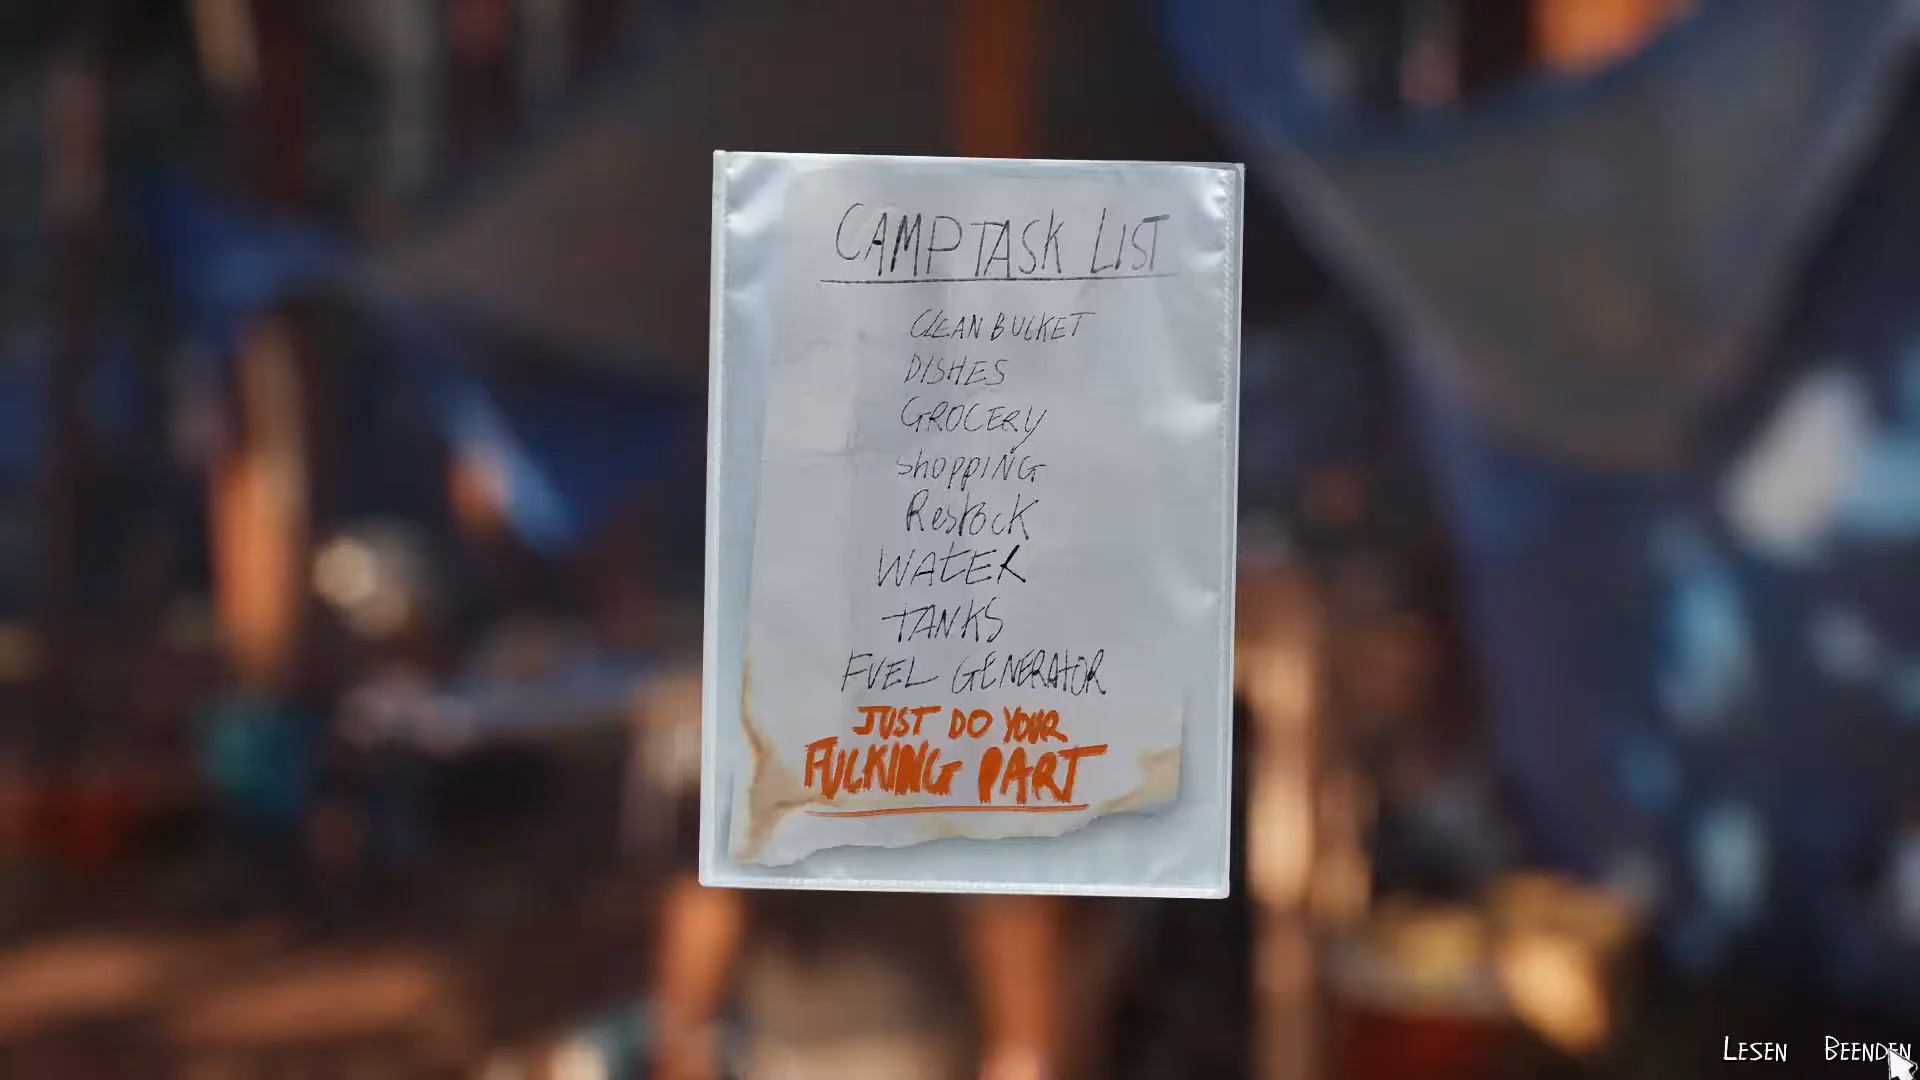 CAMP TASK LIST
CLEAN BUCKET
DISHES
GROCERY
shopping
Restock
WATER
TANKS
FUEL GENERATOR
JUST DO YOUR
FUCKING PART
LESEN BEENDEN